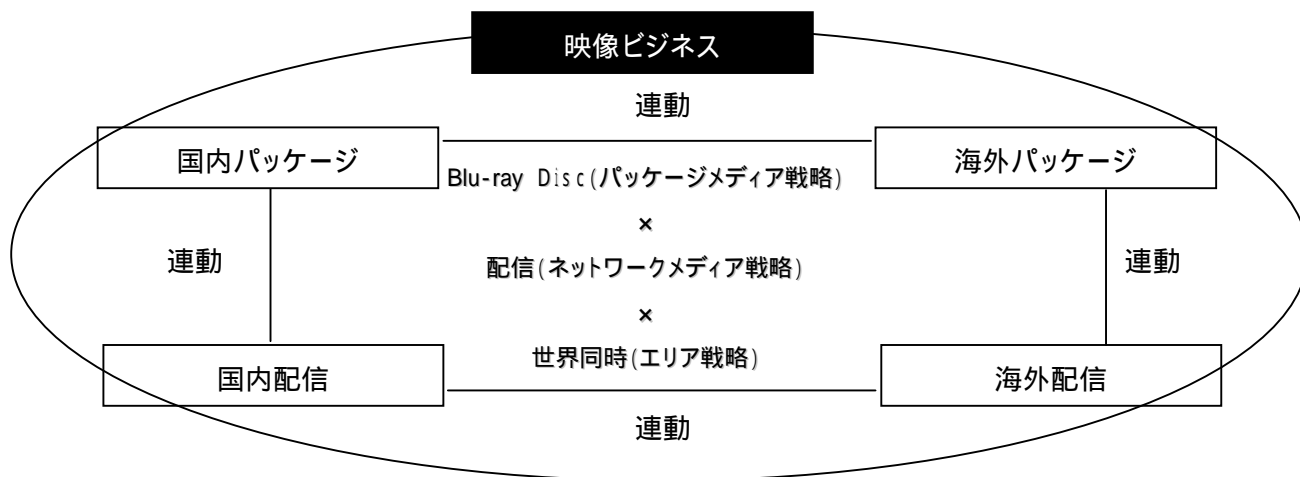 映像ビジネス
連動
国内パッケージ
海外パッケージ
Blu-ray Disc(パッケージメディア戦略)
×
連動
配信(ネットワークメディア戦略)
連動
×
世界同時(エリア戦略)
国内配信
海外配信
連動